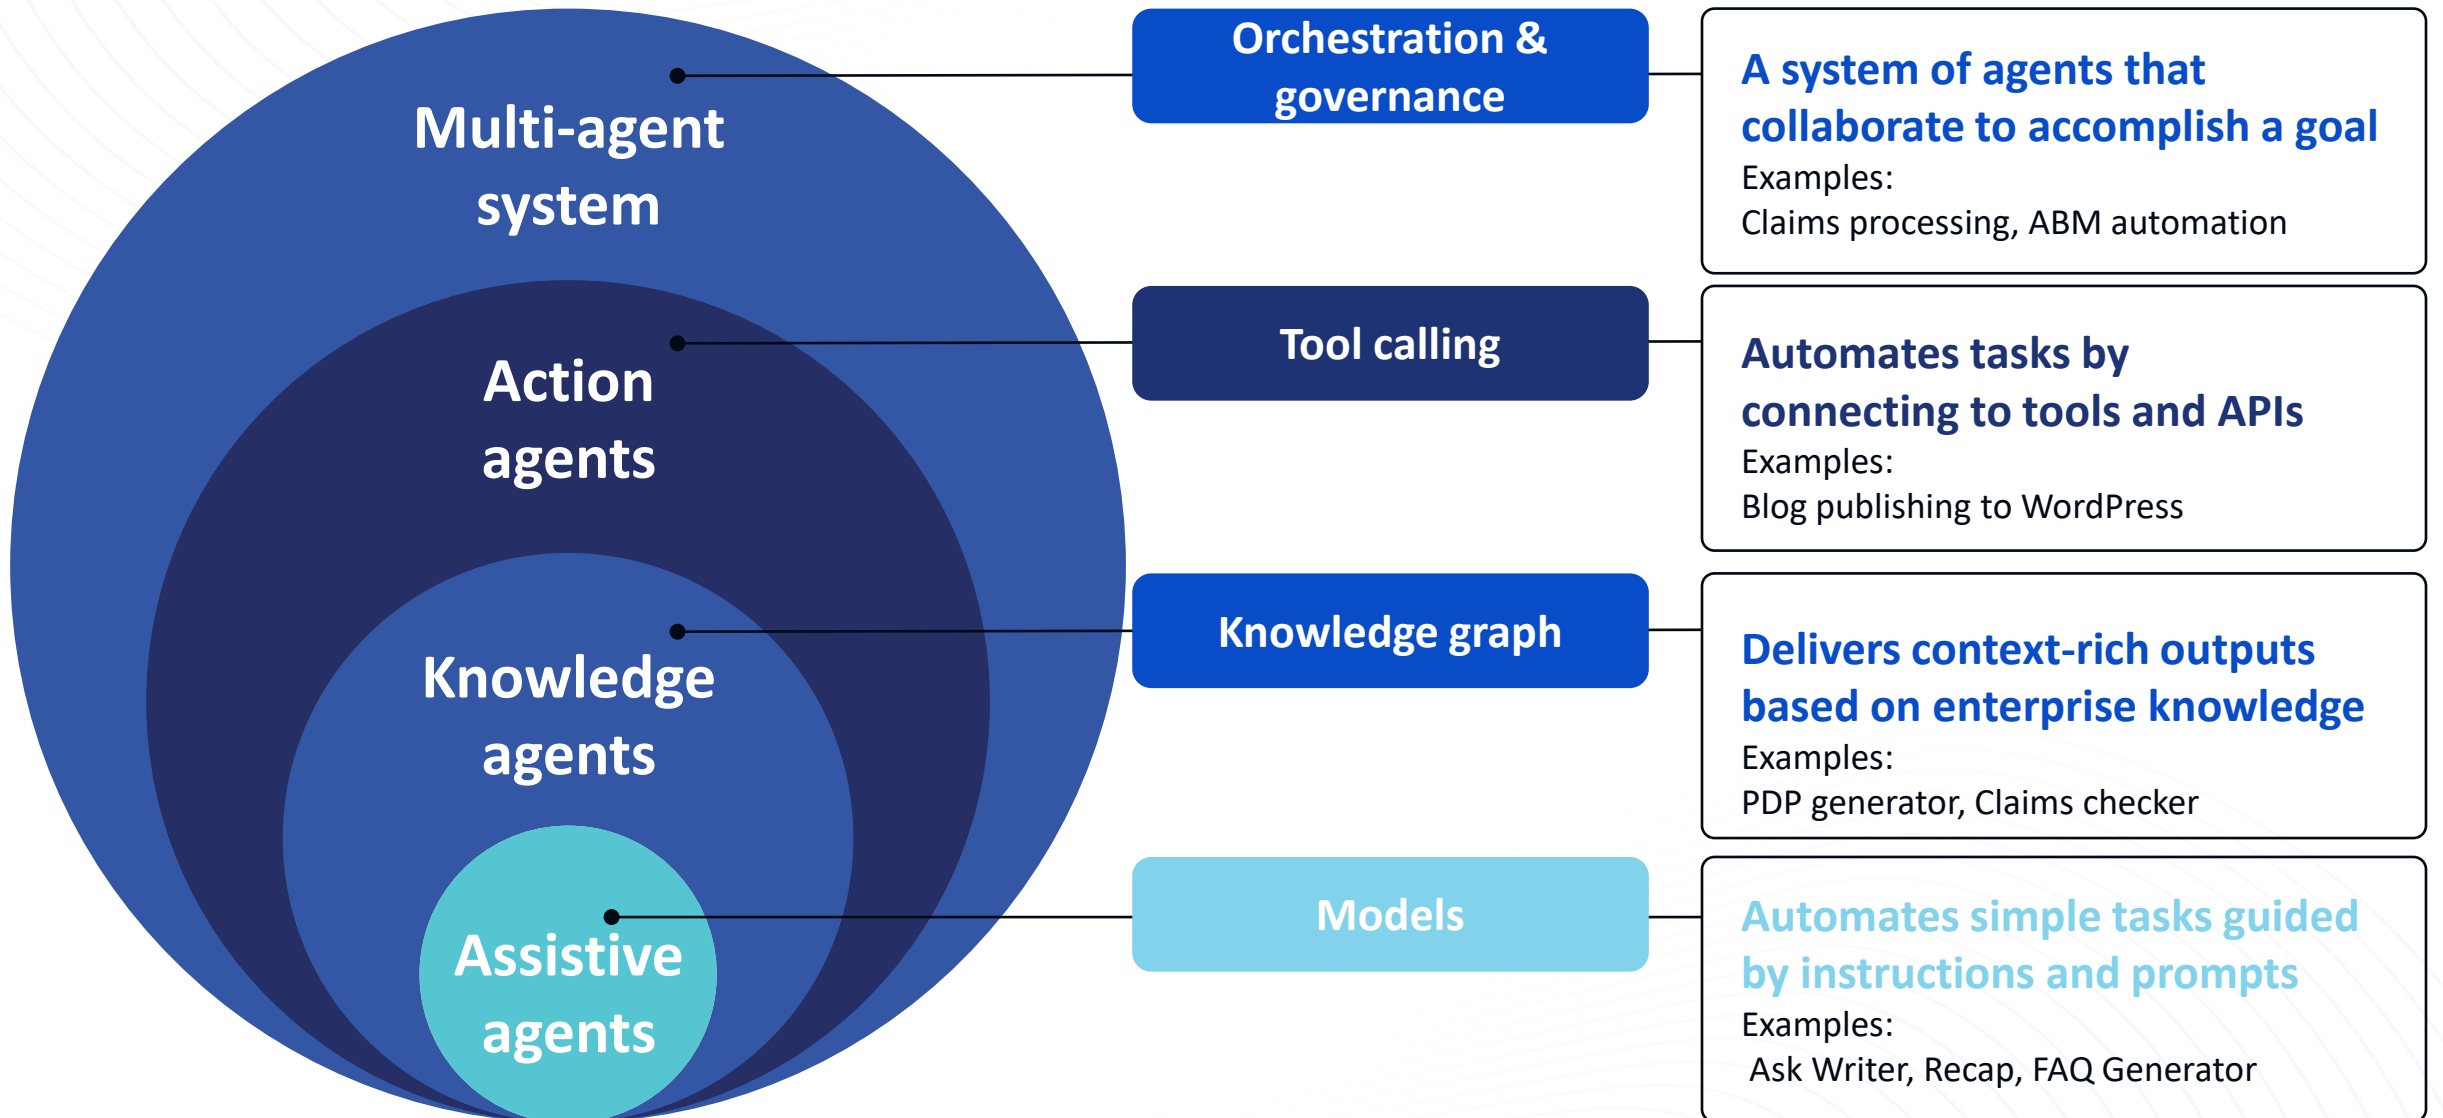 Multi-agent
system
Orchestration &
governance
A system of agents that
collaborate to accomplish a goal
Examples:
Claims processing, ABM automation
Action
agents
Tool calling
Automates tasks by
connecting to tools and APIs
Examples:
Blog publishing to WordPress
Knowledge
agents
Knowledge graph
Delivers context-rich outputs
based on enterprise knowledge
Examples:
PDP generator, Claims checker
Assistive
agents
Models
Automates simple tasks guided
by instructions and prompts
Examples:
Ask Writer, Recap, FAQ Generator